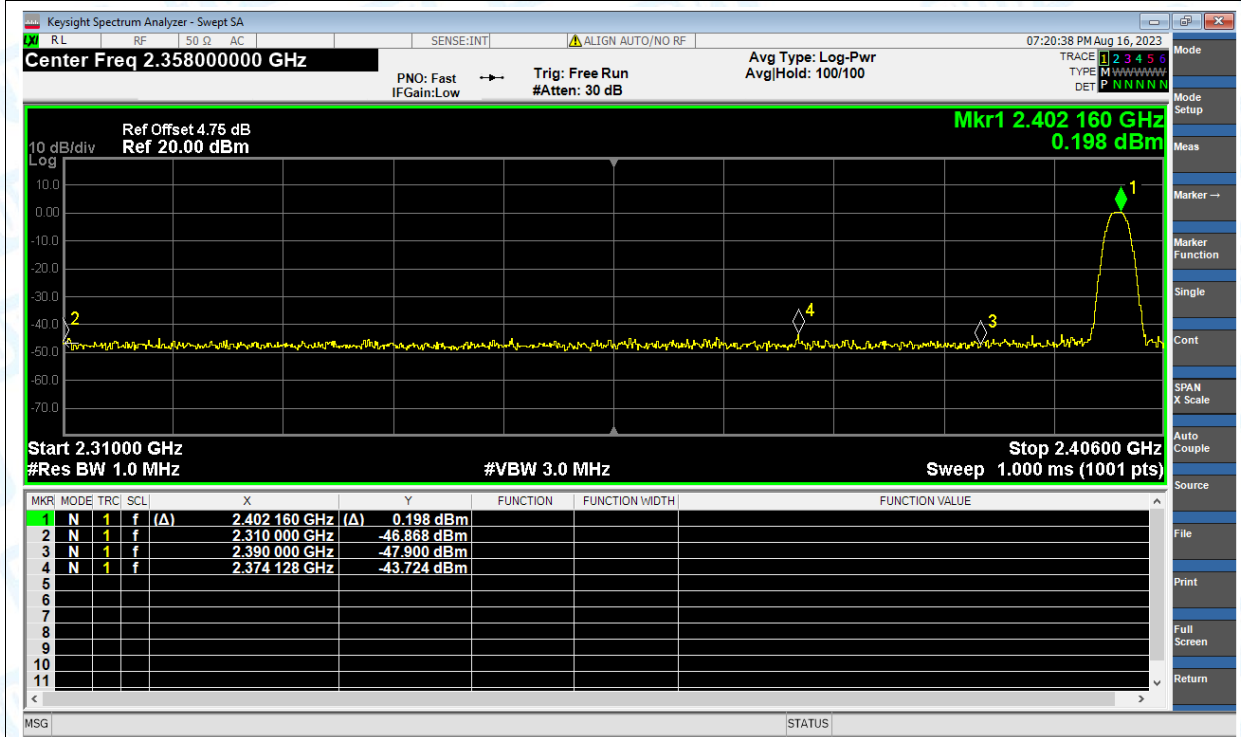 Keysight Spectrum Analyzer - Swept SA
LXI RL RF 50 Ω AC SENSE:INT ALIGN AUTO/NO RF 07:20:38 PM Aug 16, 2023
Center Freq 2.358000000 GHz
PNO: Fast
IFGain:Low
Trig: Free Run
#Atten: 30 dB
Avg Type: Log-Pwr
Avg|Hold: 100/100
TRACE 1 2 3 4 5 6
TYPE M WWWWW
DET P N N N N N
Ref Offset 4.75 dB
10 dB/div Ref 20.00 dBm
Log
Mkr1 2.402 160 GHz
0.198 dBm
10.0
0.00
-10.0
-20.0
-30.0
-40.0
-50.0
-60.0
-70.0
1
2
4
3
Start 2.31000 GHz Stop 2.40600 GHz
#Res BW 1.0 MHz #VBW 3.0 MHz Sweep 1.000 ms (1001 pts)
MKR MODE TRC SCL X Y FUNCTION FUNCTION WIDTH FUNCTION VALUE
1 N 1 f (Δ) 2.402 160 GHz (Δ) 0.198 dBm
2 N 1 f 2.310 000 GHz -46.868 dBm
3 N 1 f 2.390 000 GHz -47.900 dBm
4 N 1 f 2.374 128 GHz -43.724 dBm
5
6
7
8
9
10
11
MSG STATUS
Mode
Mode
Setup
Meas
Marker →
Marker
Function
Single
Cont
SPAN
X Scale
Auto
Couple
Source
File
Print
Full
Screen
Return